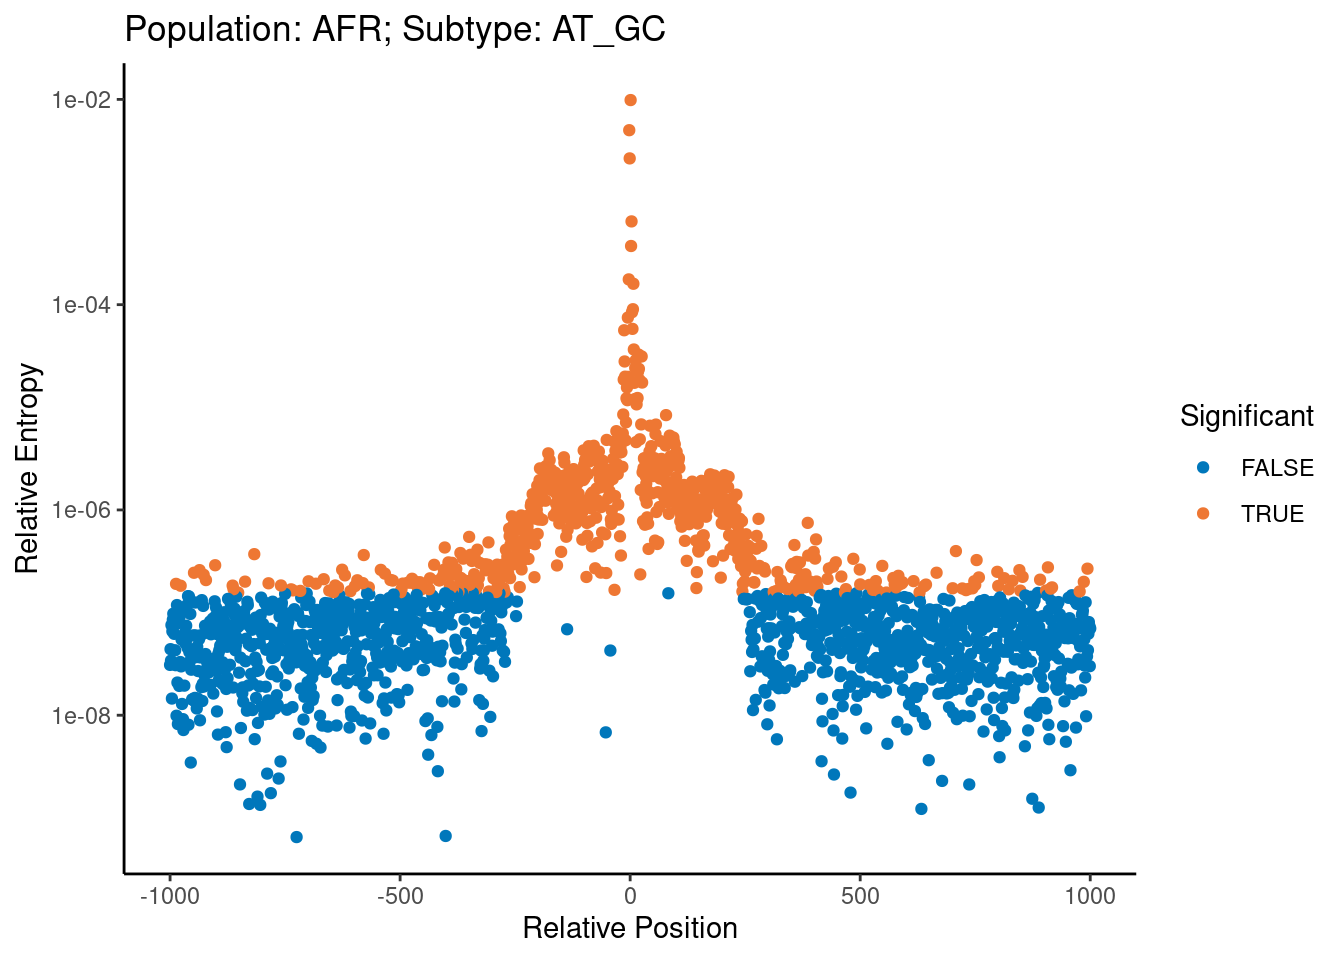 Population: AFR; Subtype: AT_GC
1e-02
1e-04
1e-06
1e-08
Relative Entropy
-1000
-500
0
500
1000
Relative Position
Significant
FALSE
TRUE